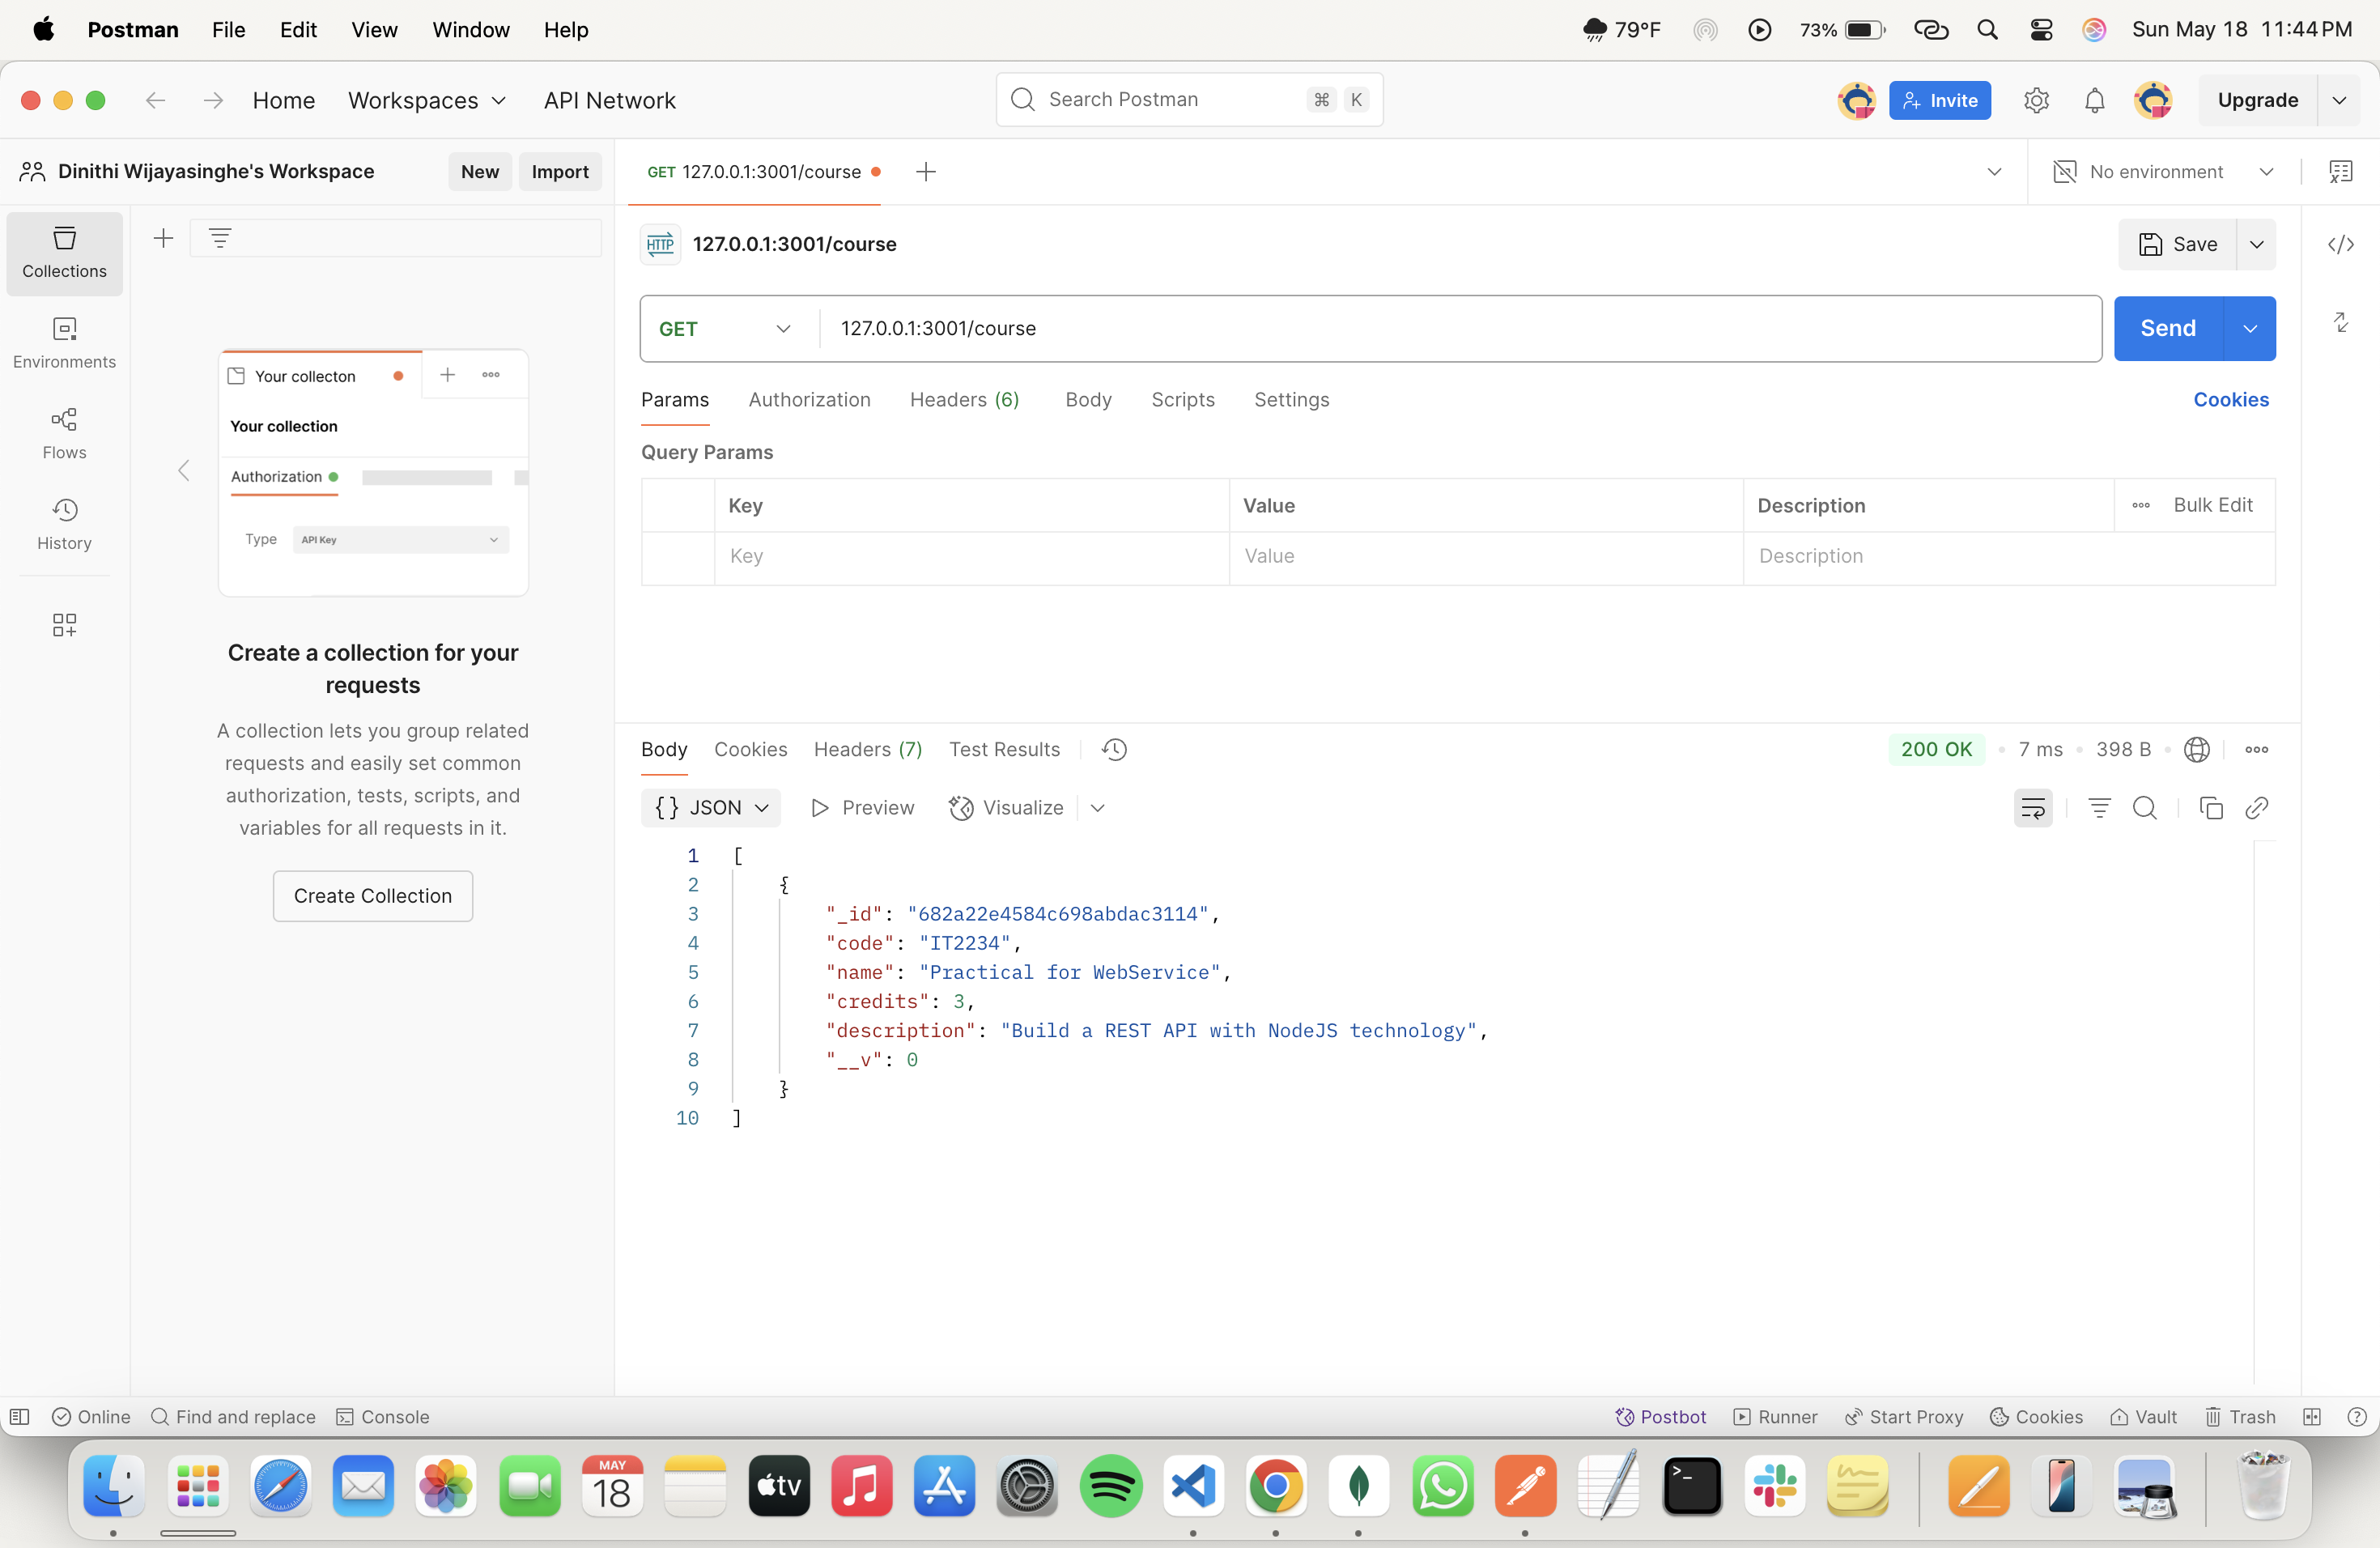 Postman File Edit View Window Help 79°F 73% Sun May 18 11:44 PM
Home Workspaces API Network Search Postman ⌘ K Invite Upgrade
Dinithi Wijayasinghe's Workspace New Import GET 127.0.0.1:3001/course No environment
Collections
Environments
Flows
History
Your collecton
Your collection
Authorization
Type API Key
Create a collection for your
requests
A collection lets you group related
requests and easily set common
authorization, tests, scripts, and
variables for all requests in it.
Create Collection
HTTP 127.0.0.1:3001/course Save
GET 127.0.0.1:3001/course Send
Params Authorization Headers (6) Body Scripts Settings Cookies
Query Params
Key Value Description Bulk Edit
Key Value Description
Body Cookies Headers (7) Test Results 200 OK 7 ms 398 B
{} JSON Preview Visualize
1 [
2 {
3 "_id": "682a22e4584c698abdac3114",
4 "code": "IT2234",
5 "name": "Practical for WebService",
6 "credits": 3,
7 "description": "Build a REST API with NodeJS technology",
8 "__v": 0
9 }
10 ]
Online Find and replace Console Postbot Runner Start Proxy Cookies Vault Trash
MAY
18
tv